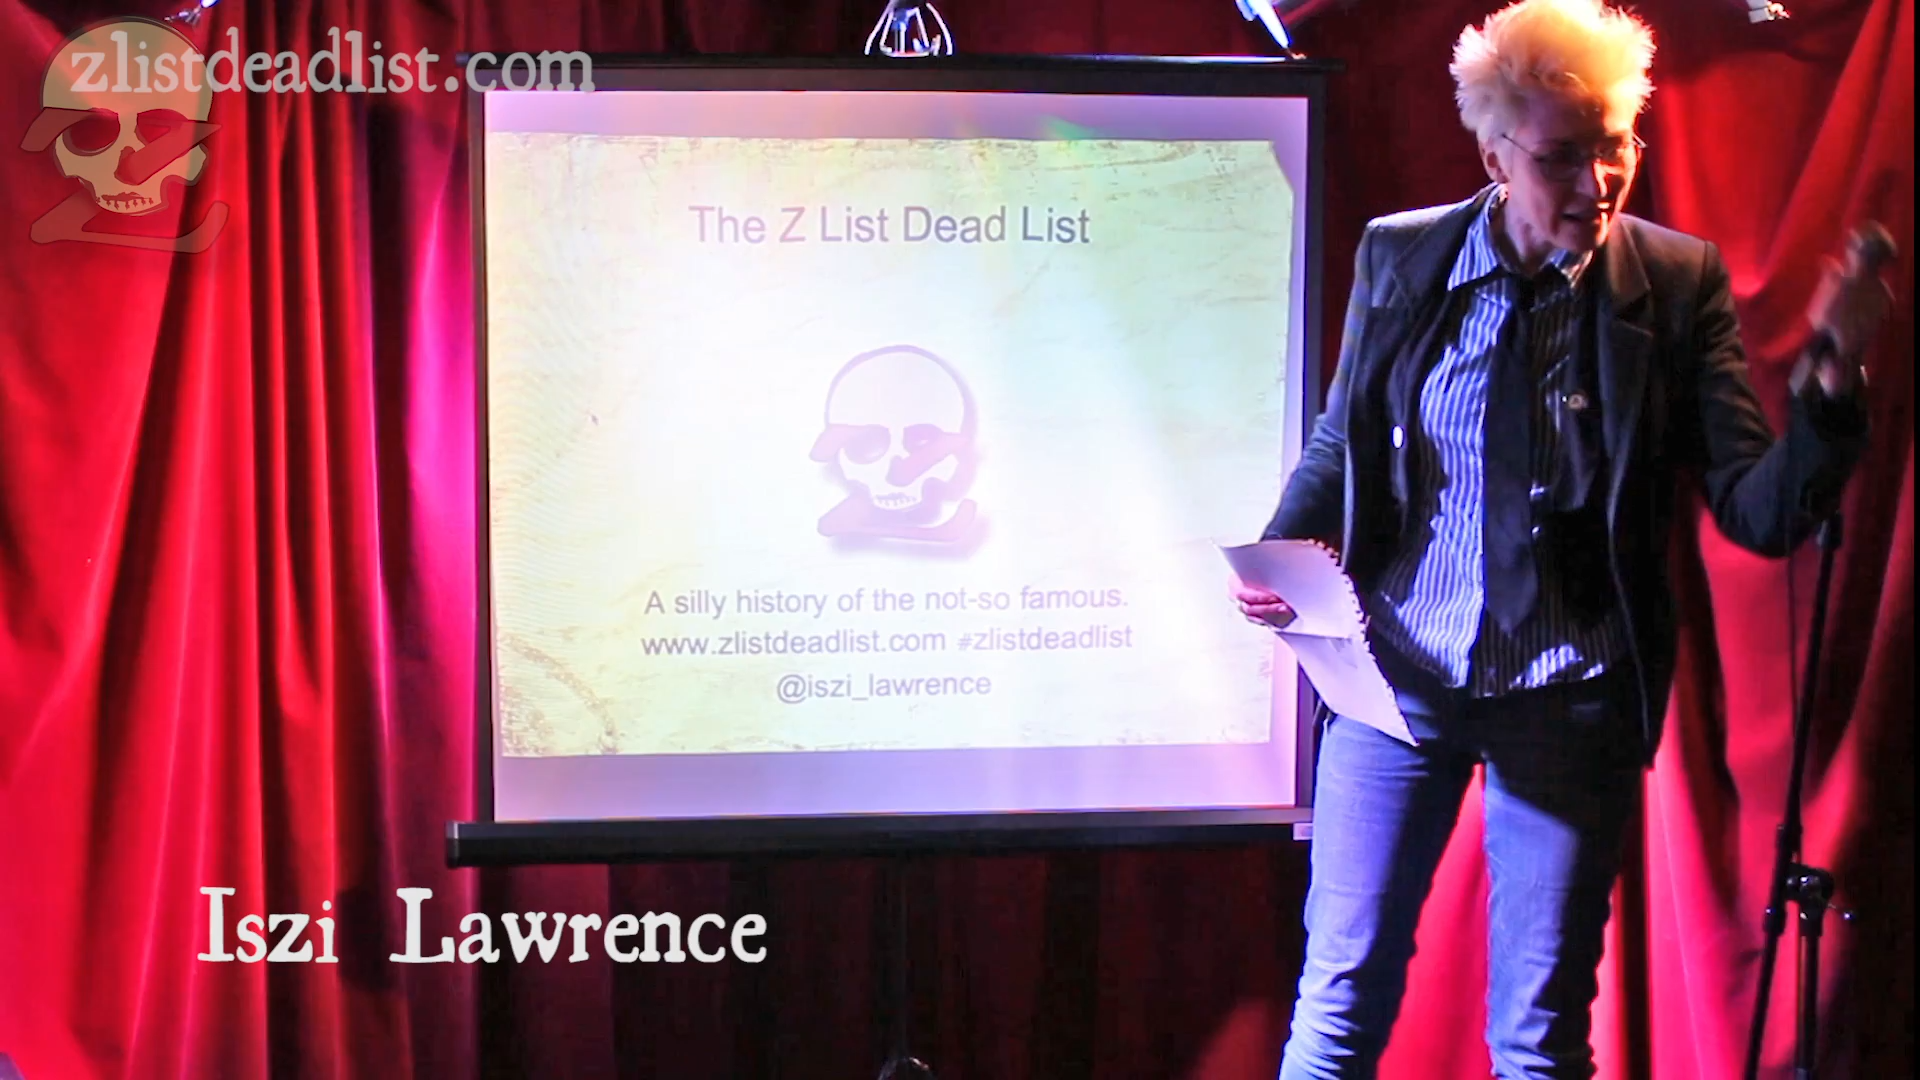 zlistdeadlist.com
The Z List Dead List
A silly history of the not-so famous.
www.zlistdeadlist.com #zlistdeadlist
@iszi_lawrence
Iszi Lawrence